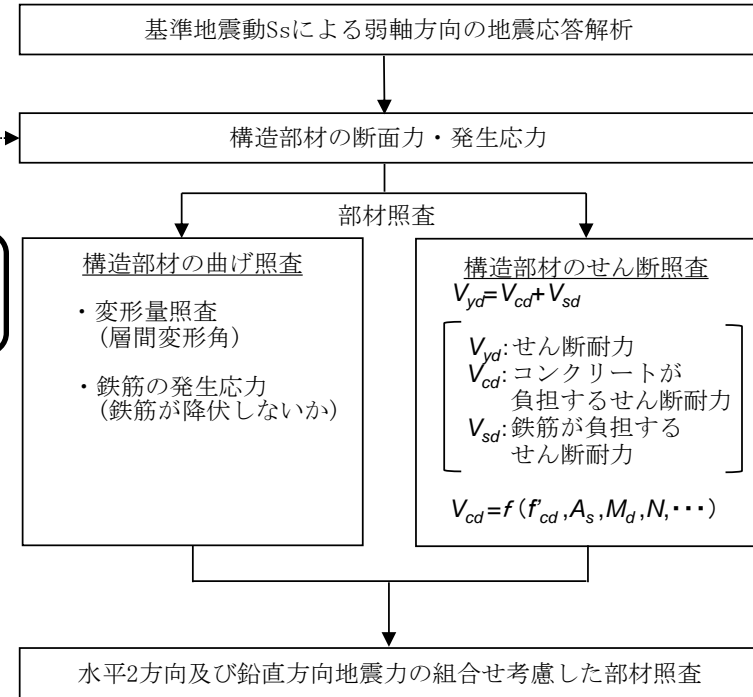 基準地震動Ssによる弱軸方向の地震応答解析
構造部材の断面力・発生応力
部材照査
構造部材の曲げ照査
・変形量照査
(層間変形角)
・鉄筋の発生応力
(鉄筋が降伏しないか)
構造部材のせん断照査
Vyd=Vcd+Vsd
Vyd:せん断耐力
Vcd:コンクリートが
負担するせん断耐力
Vsd:鉄筋が負担する
せん断耐力
Vcd=f(f'cd,As,Md,N,・・・)
水平2方向及び鉛直方向地震力の組合せ考慮した部材照査